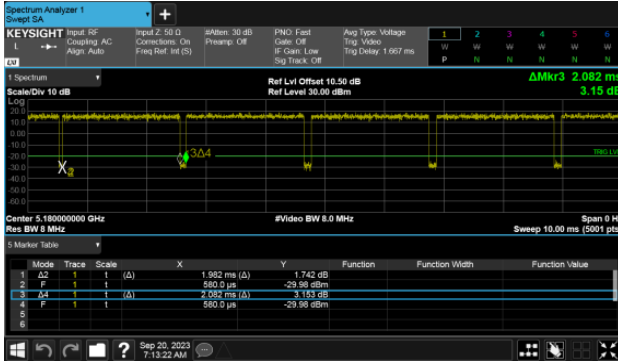 Spectrum Analyzer 1
Swept SA
KEYSIGHT Input: RF Input Z: 50 Ω #Atten: 30 dB PNO: Fast Avg Type: Voltage 1 2 3 4 5 6
L Coupling: AC Corrections: On Preamp: Off Gate: Off Trig: Video W W W W W W
Align: Auto Freq Ref: Int (S) IF Gain: Low Trig Delay: 1.667 ms P N N N N N
Sig Track: Off
LXI
1 Spectrum ΔMkr3 2.082 ms
Ref Lvl Offset 10.50 dB
Scale/Div 10 dB Ref Level 30.00 dBm 3.15 dB
Log
20.0
10.0
0.00
-10.0
-20.0 3Δ4 TRIG LVL
-30.0 X 2
-40.0
-50.0
-60.0
Center 5.180000000 GHz #Video BW 8.0 MHz Span 0 H
Res BW 8 MHz Sweep 10.00 ms (5001 pts
5 Marker Table
Mode Trace Scale X Y Function Function Width Function Value
1 Δ2 1 t (Δ) 1.982 ms (Δ) 1.742 dB
2 F 1 t 580.0 µs -29.98 dBm
3 Δ4 1 t (Δ) 2.082 ms (Δ) 3.153 dB
4 F 1 t 580.0 µs -29.98 dBm
5
6
? Sep 20, 2023
7:13:22 AM